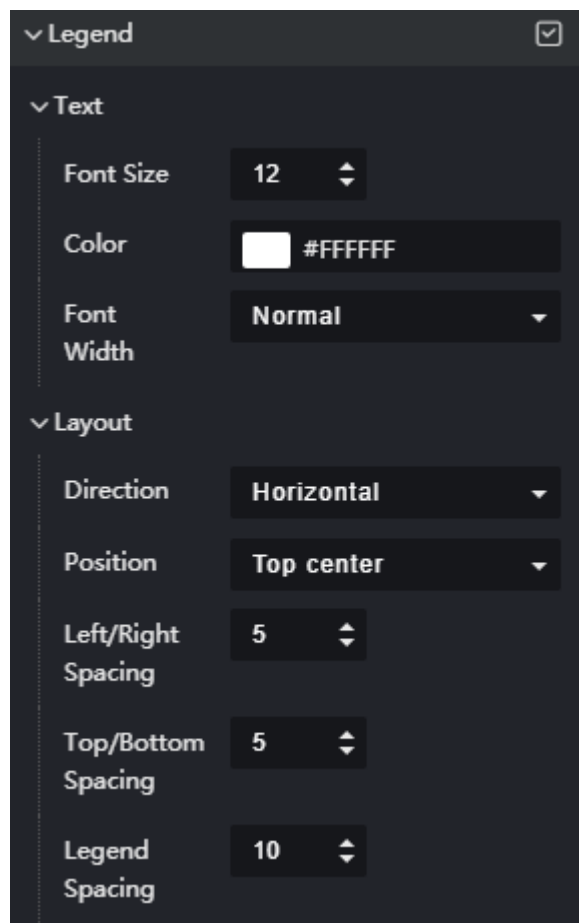 Legend
Text
Font Size 12
Color #FFFFFF
Font
Width
Normal
Layout
Direction Horizontal
Position Top center
Left/Right
Spacing
5
Top/Bottom
Spacing
5
Legend
Spacing
10